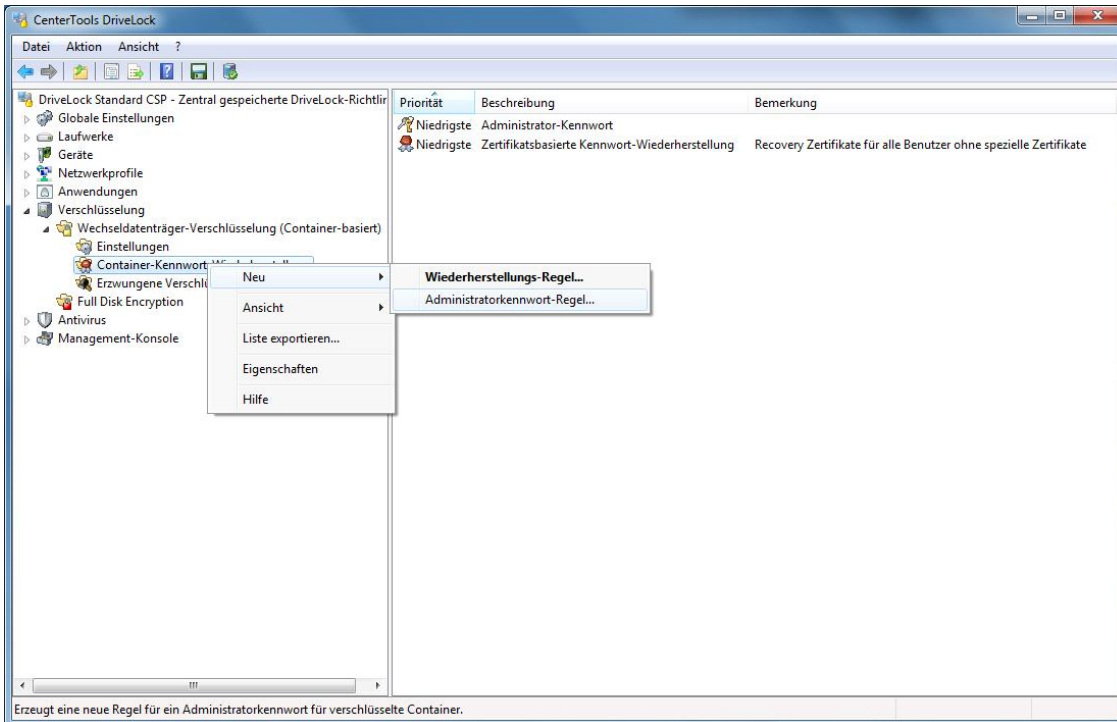 CenterTools DriveLock
Datei Aktion Ansicht ?
DriveLock Standard CSP - Zentral gespeicherte DriveLock-Richtlir
Globale Einstellungen
Laufwerke
Geräte
Netzwerkprofile
Anwendungen
Verschlüsselung
Wechseldatenträger-Verschlüsselung (Container-basiert)
Einstellungen
Container-Kennwort
Erzwungene Verschlü
Full Disk Encryption
Antivirus
Management-Konsole
Neu
Ansicht
Liste exportieren...
Eigenschaften
Hilfe
Wiederherstellungs-Regel...
Administratorkennwort-Regel...
Priorität Beschreibung Bemerkung
Niedrigste Administrator-Kennwort
Niedrigste Zertifikatsbasierte Kennwort-Wiederherstellung Recovery Zertifikate für alle Benutzer ohne spezielle Zertifikate
Erzeugt eine neue Regel für ein Administratorkennwort für verschlüsselte Container.